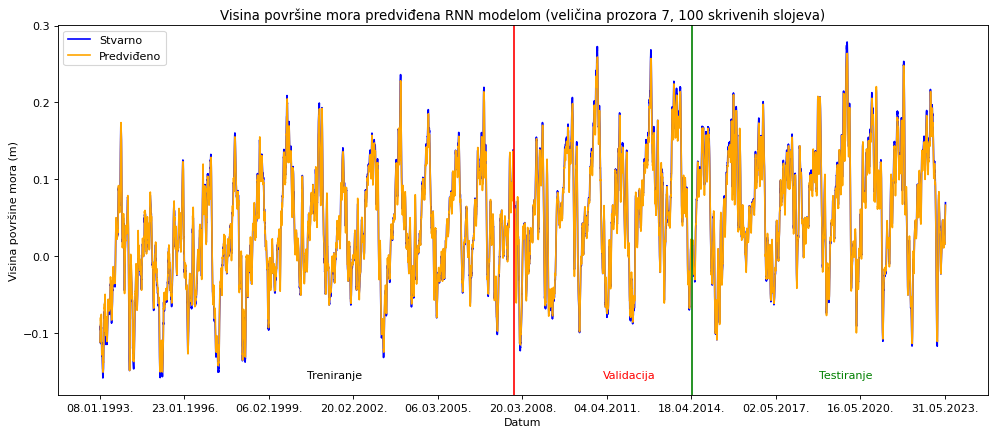 Visina površine mora predviđena RNN modelom (veličina prozora 7, 100 skrivenih slojeva)
Stvarno
Predviđeno
Visina površine mora (m)
0.3
0.2
0.1
0.0
−0.1
Treniranje
Validacija
Testiranje
08.01.1993.
23.01.1996.
06.02.1999.
20.02.2002.
06.03.2005.
20.03.2008.
04.04.2011.
18.04.2014.
02.05.2017.
16.05.2020.
31.05.2023.
Datum